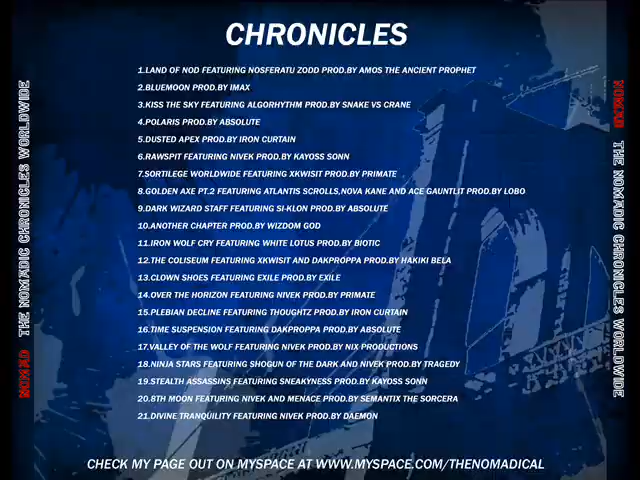 CHRONICLES
1.LAND OF NOD FEATURING NOSFERATU ZODD PROD.BY AMOS THE ANCIENT PROPHET
2.BLUEMOON PROD.BY IMAX
3.KISS THE SKY FEATURING ALGORHYTHM PROD.BY SNAKE VS CRANE
4.POLARIS PROD.BY ABSOLUTE
5.DUSTED APEX PROD.BY IRON CURTAIN
6.RAWSPIT FEATURING NIVEK PROD.BY KAYOSS SONN
7.SORTILEGE WORLDWIDE FEATURING XKWISIT PROD.BY PRIMATE
8.GOLDEN AXE PT.2 FEATURING ATLANTIS SCROLLS,NOVA KANE AND ACE GAUNTLIT PROD.BY LOBO
9.DARK WIZARD STAFF FEATURING SI-KLON PROD.BY ABSOLUTE
10.ANOTHER CHAPTER PROD.BY WIZDOM GOD
11.IRON WOLF CRY FEATURING WHITE LOTUS PROD.BY BIOTIC
12.THE COLISEUM FEATURING XKWISIT AND DAKPROPPA PROD.BY HAKIKI BELA
13.CLOWN SHOES FEATURING EXILE PROD.BY EXILE
14.OVER THE HORIZON FEATURING NIVEK PROD.BY PRIMATE
15.PLEBIAN DECLINE FEATURING THOUGHTZ PROD.BY IRON CURTAIN
16.TIME SUSPENSION FEATURING DAKPROPPA PROD.BY ABSOLUTE
17.VALLEY OF THE WOLF FEATURING NIVEK PROD.BY NIX PRODUCTIONS
18.NINJA STARS FEATURING SHOGUN OF THE DARK AND NIVEK PROD.BY TRAGEDY
19.STEALTH ASSASSINS FEATURING SNEAKYNESS PROD.BY KAYOSS SONN
20.8TH MOON FEATURING NIVEK AND MENACE PROD.BY SEMANTIX THE SORCERA
21.DIVINE TRANQUILITY FEATURING NIVEK PROD.BY DAEMON
CHECK MY PAGE OUT ON MYSPACE AT WWW.MYSPACE.COM/THENOMADICAL
NOMAD THE NOMADIC CHRONICLES WORLDWIDE
NOMAD THE NOMADIC CHRONICLES WORLDWIDE